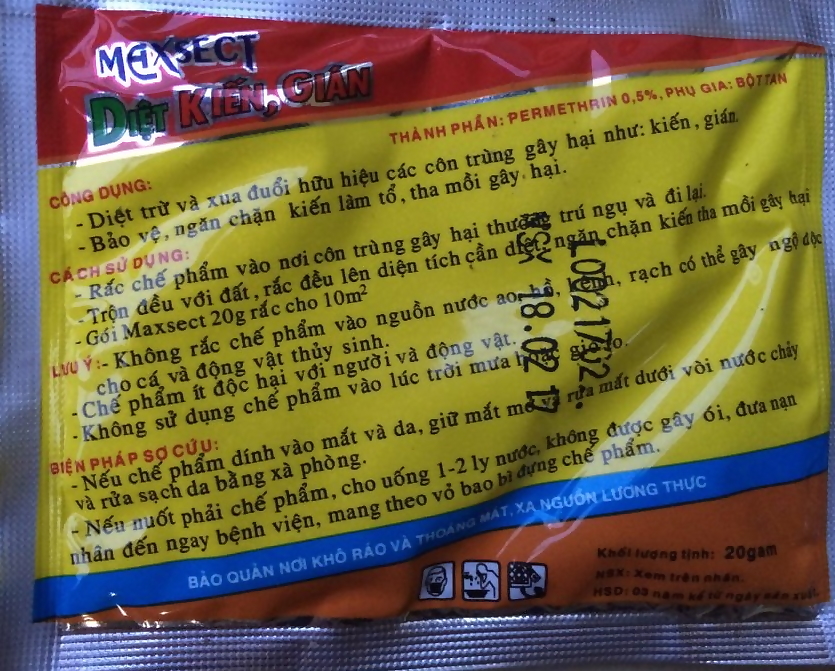 MAXSECT
DIỆT KIẾN, GIÁN
THÀNH PHẦN: PERMETHRIN 0,5%, PHỤ GIA: BỘT TAN
CÔNG DỤNG:
- Diệt trừ và xua đuổi hữu hiệu các côn trùng gây hại như: kiến, gián.
- Bảo vệ, ngăn chặn kiến làm tổ, tha mồi gây hại.
CÁCH SỬ DỤNG:
- Rắc chế phẩm vào nơi côn trùng gây hại thường trú ngụ và đi lại.
- Trộn đều với đất, rắc đều lên diện tích cần diệt, ngăn chặn kiến tha mồi gây hại
- Gói Maxsect 20g rắc cho 10m²
LƯU Ý: - Không rắc chế phẩm vào nguồn nước ao, hồ, rạch có thể gây ngộ độc
cho cá và động vật thủy sinh.
- Chế phẩm ít độc hại với người và động vật.
- Không sử dụng chế phẩm vào lúc trời mưa
BIỆN PHÁP SƠ CỨU:
- Nếu chế phẩm dính vào mắt và da, giữ mắt mở và rửa mắt dưới vòi nước chảy
và rửa sạch da bằng xà phòng.
- Nếu nuốt phải chế phẩm, cho uống 1-2 ly nước, không được gây ói, đưa nạn
nhân đến ngay bệnh viện, mang theo vỏ bao bì đựng chế phẩm.
BẢO QUẢN NƠI KHÔ RÁO VÀ THOÁNG MÁT, XA NGUỒN LƯƠNG THỰC
Khối lượng tịnh: 20gam
NSX: Xem trên nhãn.
HSD: 03 năm kể từ ngày sản xuất.
NSX 18.02.17